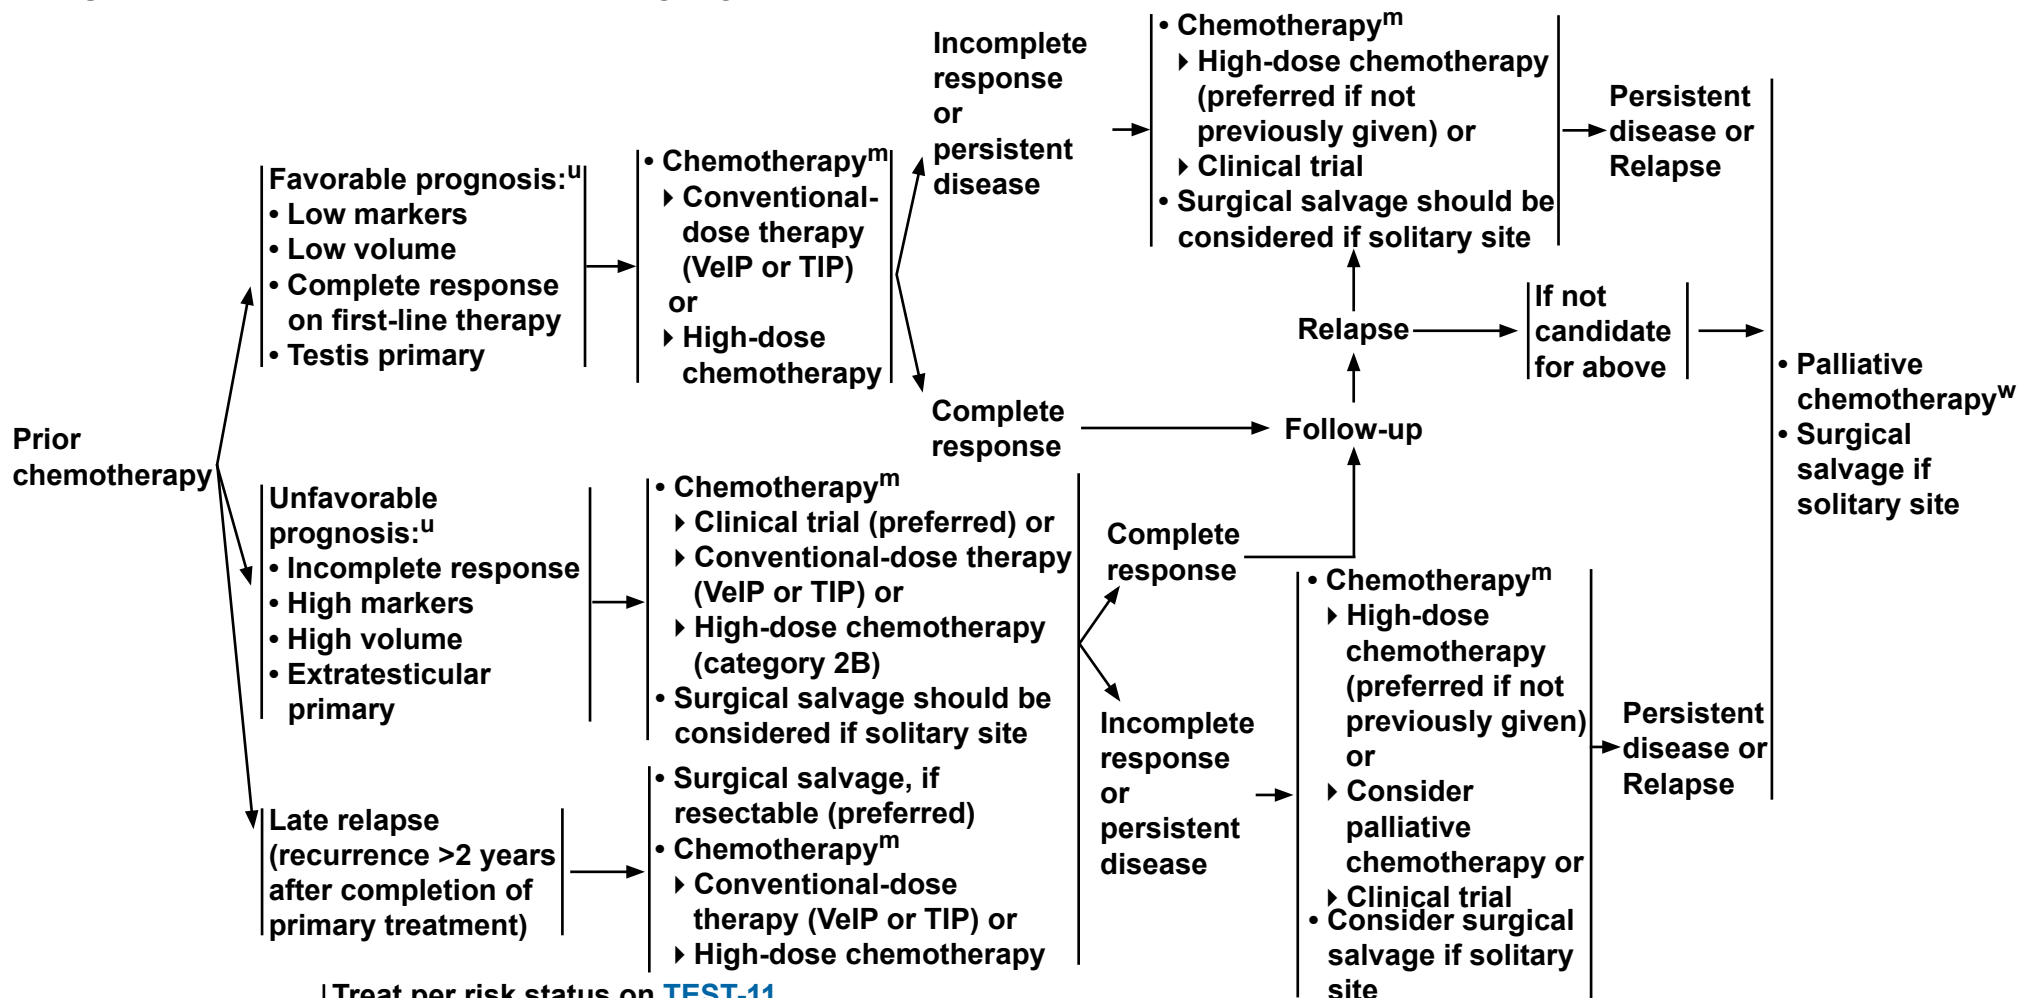 Prior
chemotherapy
Favorable prognosis:u
• Low markers
• Low volume
• Complete response
on first-line therapy
• Testis primary
• Chemotherapym
▸ Conventional-
dose therapy
(VeIP or TIP)
or
▸ High-dose
chemotherapy
Incomplete
response
or
persistent
disease
• Chemotherapym
▸ High-dose chemotherapy
(preferred if not
previously given) or
▸ Clinical trial
• Surgical salvage should be
considered if solitary site
Persistent
disease or
Relapse
Complete
response
Follow-up
Relapse
If not
candidate
for above
• Palliative
chemotherapyw
• Surgical
salvage if
solitary site
Unfavorable
prognosis:u
• Incomplete response
• High markers
• High volume
• Extratesticular
primary
• Chemotherapym
▸ Clinical trial (preferred) or
▸ Conventional-dose therapy
(VeIP or TIP) or
▸ High-dose chemotherapy
(category 2B)
• Surgical salvage should be
considered if solitary site
Late relapse
(recurrence >2 years
after completion of
primary treatment)
• Surgical salvage, if
resectable (preferred)
• Chemotherapym
▸ Conventional-dose
therapy (VeIP or TIP) or
▸ High-dose chemotherapy
Complete
response
Incomplete
response
or
persistent
disease
• Chemotherapym
▸ High-dose
chemotherapy
(preferred if not
previously given)
or
▸ Consider
palliative
chemotherapy or
▸ Clinical trial
• Consider surgical
salvage if solitary
site
Persistent
disease or
Relapse
Treat per risk status on TEST-11